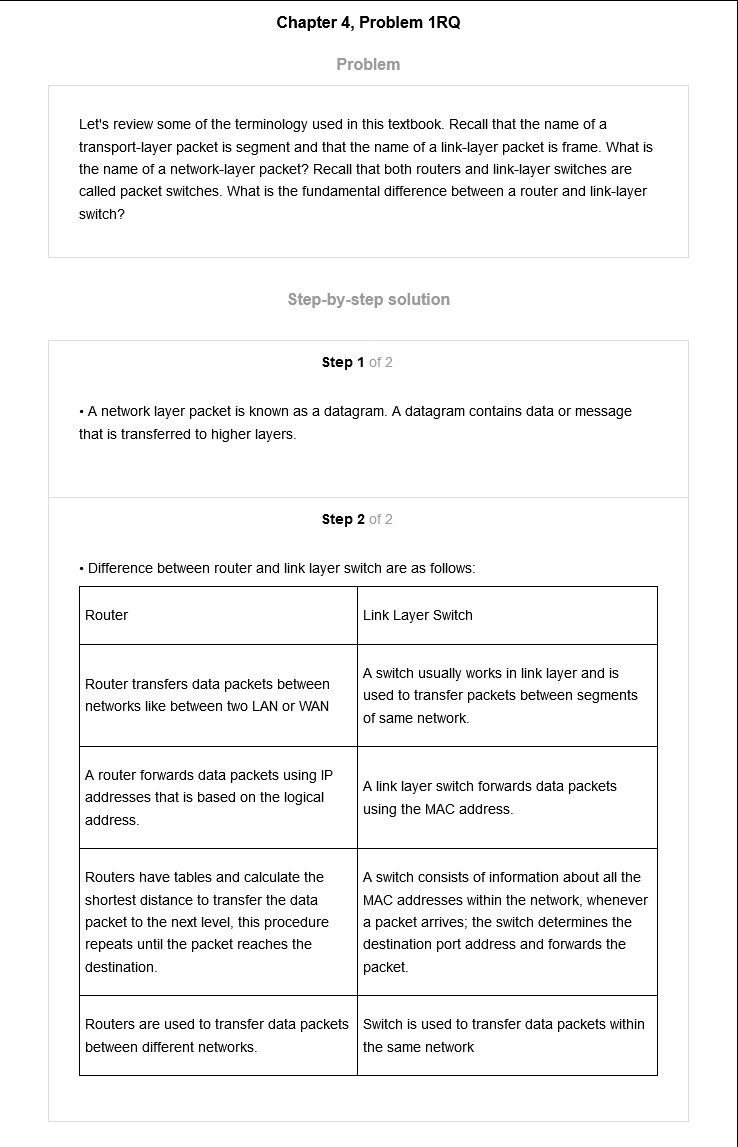 Chapter 4, Problem 1RQ
Problem
Let's review some of the terminology used in this textbook. Recall that the name of a
transport-layer packet is segment and that the name of a link-layer packet is frame. What is
the name of a network-layer packet? Recall that both routers and link-layer switches are
called packet switches. What is the fundamental difference between a router and link-layer
switch?
Step-by-step solution
Step 1 of 2
• A network layer packet is known as a datagram. A datagram contains data or message
that is transferred to higher layers.
Step 2 of 2
• Difference between router and link layer switch are as follows:
Router
Link Layer Switch
Router transfers data packets between
networks like between two LAN or WAN
A switch usually works in link layer and is
used to transfer packets between segments
of same network.
A router forwards data packets using IP
addresses that is based on the logical
address.
A link layer switch forwards data packets
using the MAC address.
Routers have tables and calculate the
shortest distance to transfer the data
packet to the next level, this procedure
repeats until the packet reaches the
destination.
A switch consists of information about all the
MAC addresses within the network, whenever
a packet arrives; the switch determines the
destination port address and forwards the
packet.
Routers are used to transfer data packets
between different networks.
Switch is used to transfer data packets within
the same network